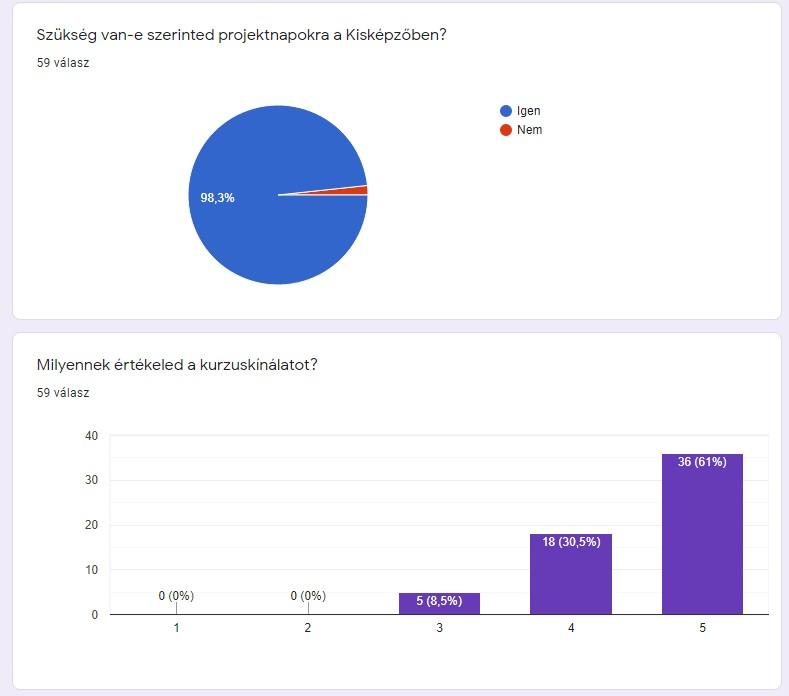 Szükség van-e szerinted projektnapokra a Kisképzőben?
59 válasz
Igen
Nem
98,3%
Milyennek értékeled a kurzuskínálatot?
59 válasz
40
30
20
10
0
0 (0%)
0 (0%)
5 (8,5%)
18 (30,5%)
36 (61%)
1
2
3
4
5